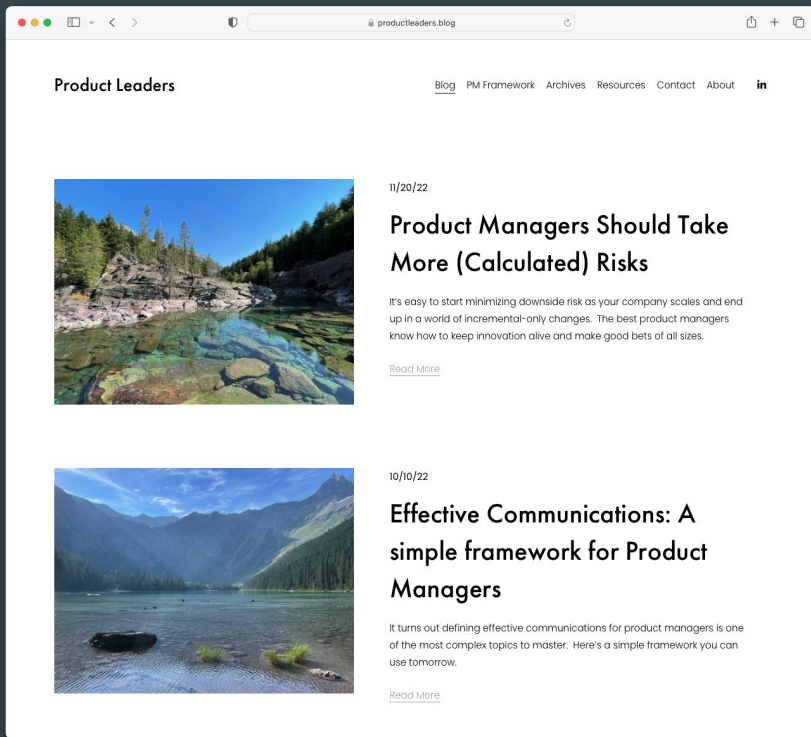 productleaders.blog
Product Leaders
Blog PM Framework Archives Resources Contact About in
11/20/22
Product Managers Should Take
More (Calculated) Risks
It's easy to start minimizing downside risk as your company scales and end
up in a world of incremental-only changes.  The best product managers
know how to keep innovation alive and make good bets of all sizes.
Read More
10/10/22
Effective Communications: A
simple framework for Product
Managers
It turns out defining effective communications for product managers is one
of the most complex topics to master.  Here's a simple framework you can
use tomorrow.
Read More